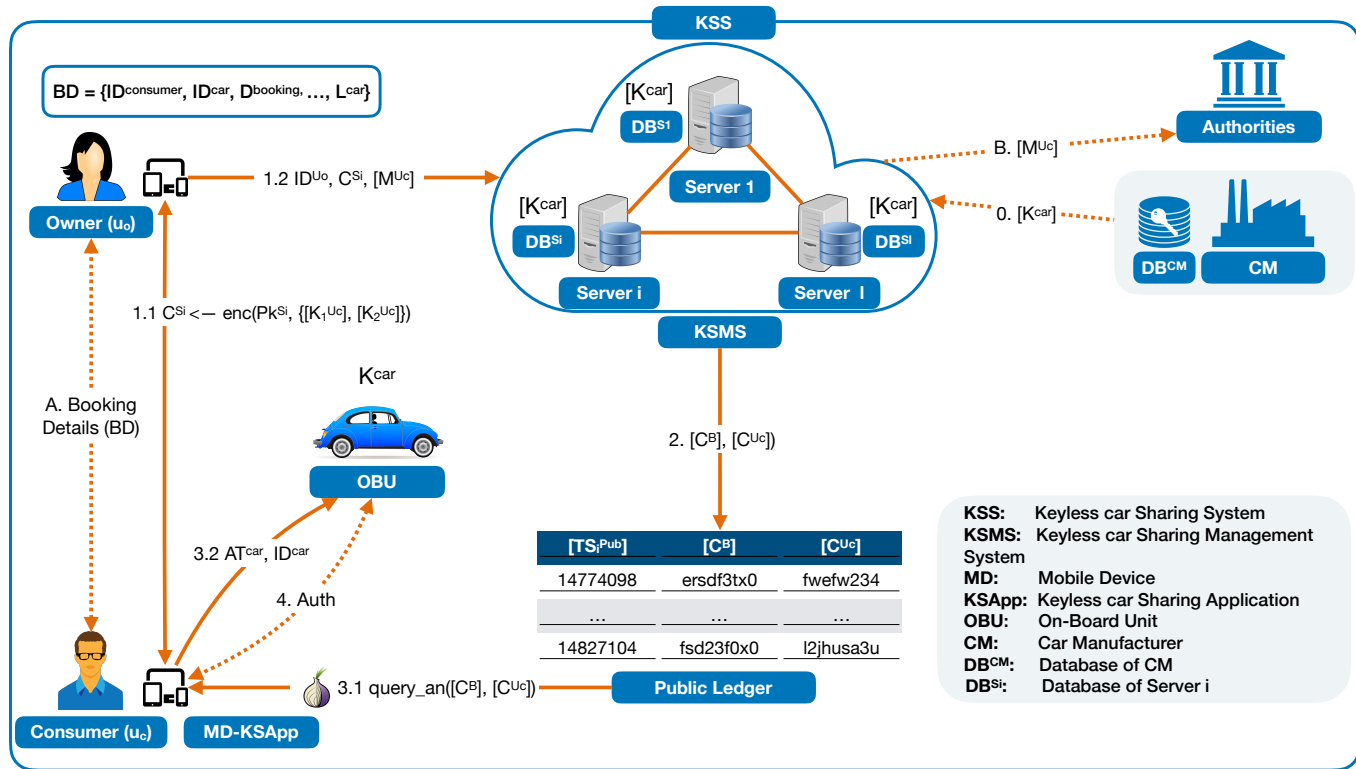 KSS
BD = {IDconsumer, IDcar, Dbooking, ..., Lcar}
[Kcar]
DBS1
Server 1
Authorities
B. [MUc]
1.2 IDUo, CSi, [MUc]
Owner (uo)
[Kcar]
DBSi
Server i
[Kcar]
DBSl
Server l
0. [Kcar]
DBCM
CM
KSMS
1.1 CSi <— enc(PkSi, {[K1Uc], [K2Uc]})
A. Booking
Details (BD)
Kcar
OBU
2. [CB], [CUc])
3.2 ATcar, IDcar
4. Auth
[TSiPub] [CB] [CUc]
14774098 ersdf3tx0 fwefw234
... ... ...
14827104 fsd23f0x0 l2jhusa3u
Public Ledger
3.1 query_an([CB], [CUc])
Consumer (uc)
MD-KSApp
KSS: Keyless car Sharing System
KSMS: Keyless car Sharing Management
System
MD: Mobile Device
KSApp: Keyless car Sharing Application
OBU: On-Board Unit
CM: Car Manufacturer
DBCM: Database of CM
DBSi: Database of Server i